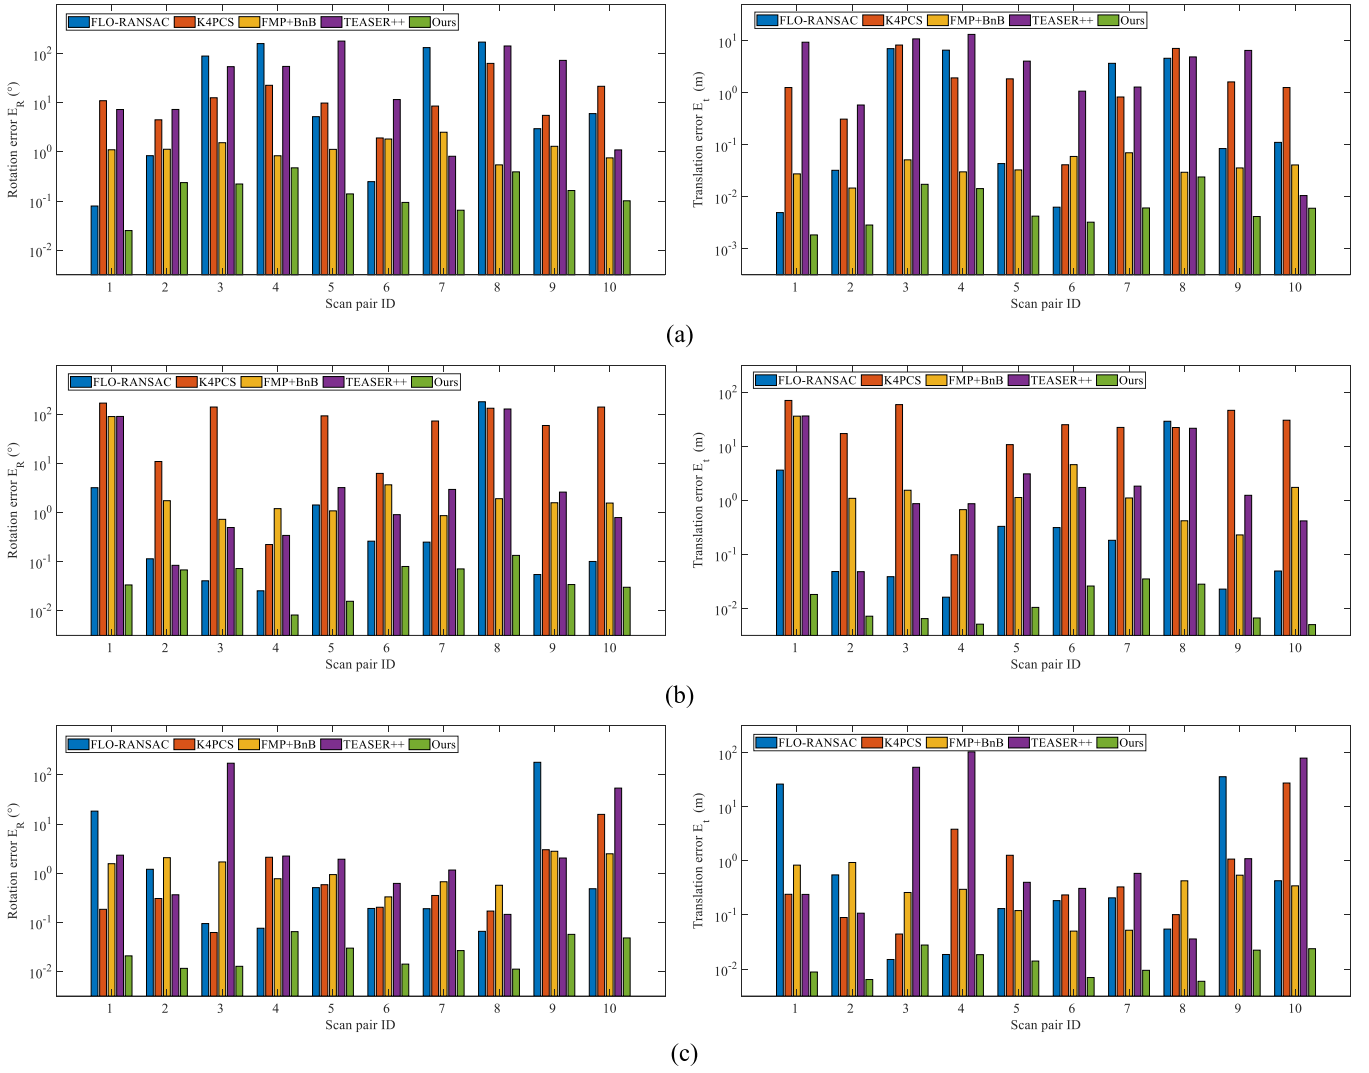 FLO-RANSAC K4PCS FMP+BnB TEASER++ Ours
Rotation error E_R (°)
10^2
10^1
10^0
10^-1
10^-2
1 2 3 4 5 6 7 8 9 10
Scan pair ID
FLO-RANSAC K4PCS FMP+BnB TEASER++ Ours
Translation error E_t (m)
10^1
10^0
10^-1
10^-2
10^-3
1 2 3 4 5 6 7 8 9 10
Scan pair ID
(a)
FLO-RANSAC K4PCS FMP+BnB TEASER++ Ours
Rotation error E_R (°)
10^2
10^1
10^0
10^-1
10^-2
1 2 3 4 5 6 7 8 9 10
Scan pair ID
FLO-RANSAC K4PCS FMP+BnB TEASER++ Ours
Translation error E_t (m)
10^2
10^1
10^0
10^-1
10^-2
1 2 3 4 5 6 7 8 9 10
Scan pair ID
(b)
FLO-RANSAC K4PCS FMP+BnB TEASER++ Ours
Rotation error E_R (°)
10^2
10^1
10^0
10^-1
10^-2
1 2 3 4 5 6 7 8 9 10
Scan pair ID
FLO-RANSAC K4PCS FMP+BnB TEASER++ Ours
Translation error E_t (m)
10^2
10^1
10^0
10^-1
10^-2
1 2 3 4 5 6 7 8 9 10
Scan pair ID
(c)